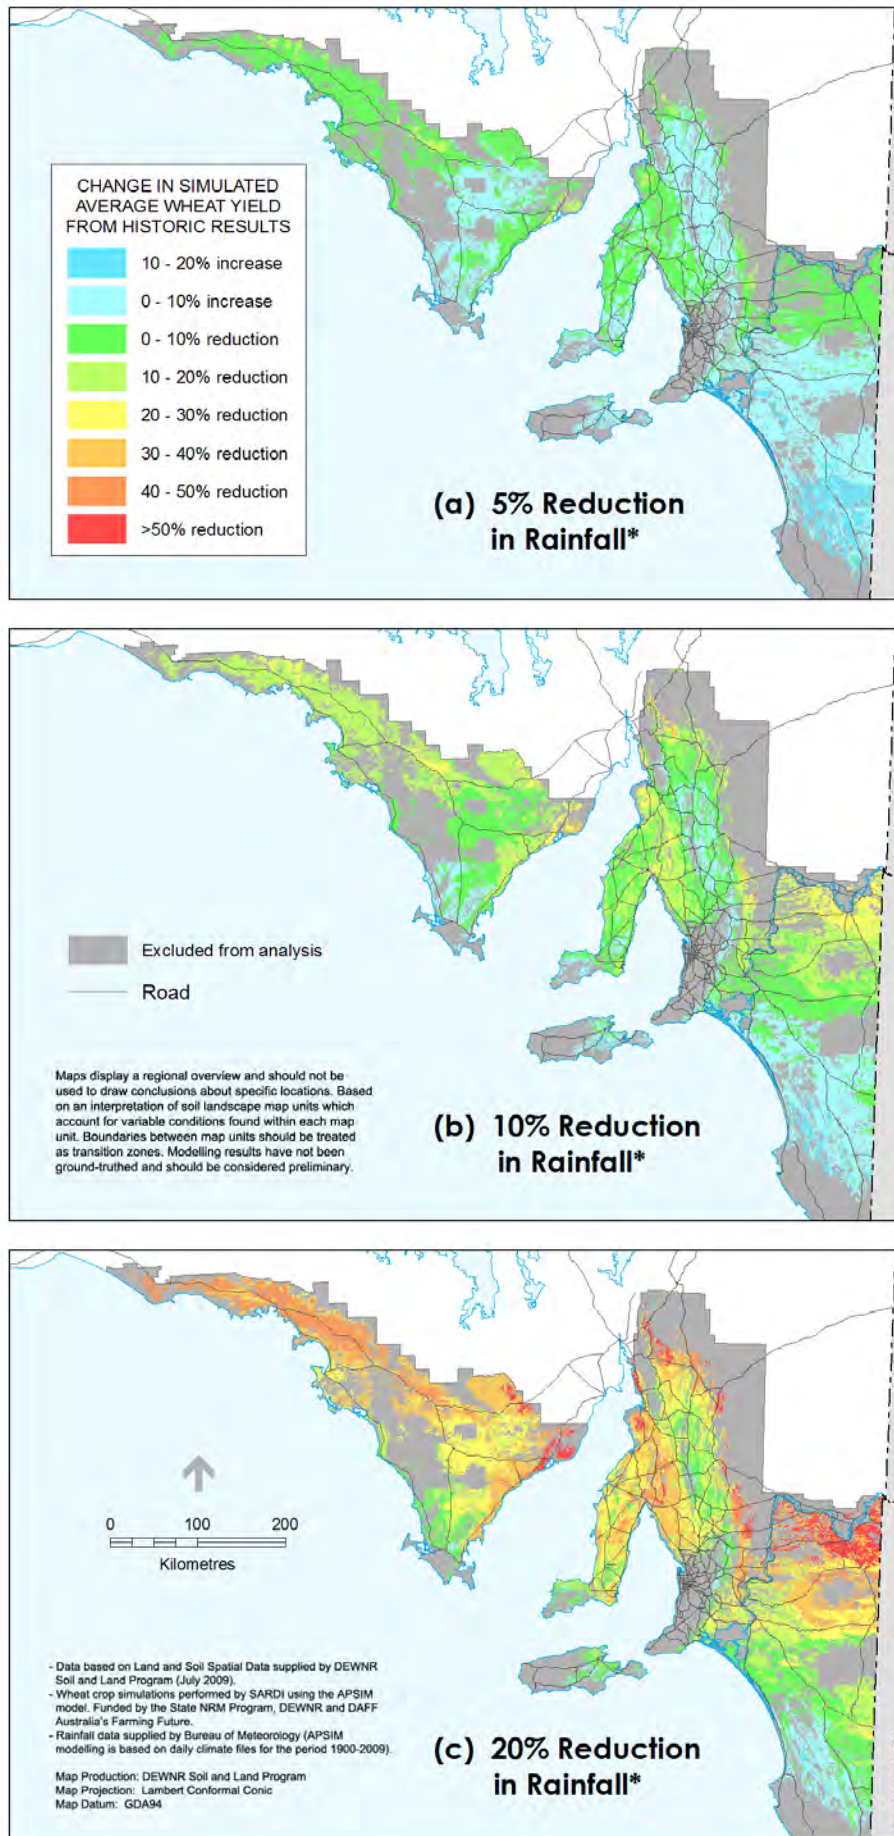 CHANGE IN SIMULATED
AVERAGE WHEAT YIELD
FROM HISTORIC RESULTS
10 - 20% increase
0 - 10% increase
0 - 10% reduction
10 - 20% reduction
20 - 30% reduction
30 - 40% reduction
40 - 50% reduction
>50% reduction
(a) 5% Reduction
in Rainfall*
Excluded from analysis
Road
Maps display a regional overview and should not be
used to draw conclusions about specific locations. Based
on an interpretation of soil landscape map units which
account for variable conditions found within each map
unit. Boundaries between map units should be treated
as transition zones. Modelling results have not been
ground-truthed and should be considered preliminary.
(b) 10% Reduction
in Rainfall*
0 100 200
Kilometres
- Data based on Land and Soil Spatial Data supplied by DEWNR
Soil and Land Program (July 2009).
- Wheat crop simulations performed by SARDI using the APSIM
model. Funded by the State NRM Program, DEWNR and DAFF
Australia's Farming Future.
- Rainfall data supplied by Bureau of Meteorology (APSIM
modelling is based on daily climate files for the period 1900-2009).
Map Production: DEWNR Soil and Land Program
Map Projection: Lambert Conformal Conic
Map Datum: GDA94
(c) 20% Reduction
in Rainfall*